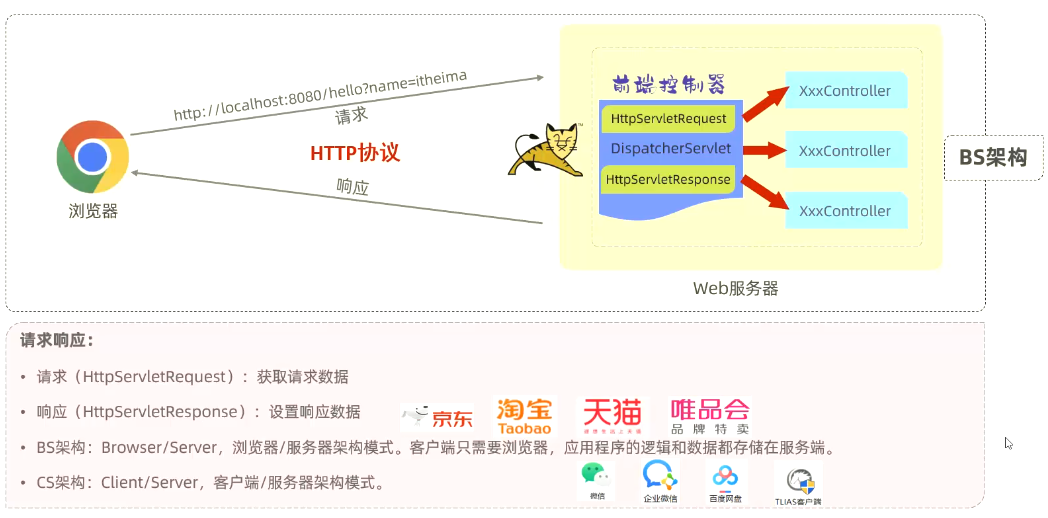 http://localhost:8080/hello?name=itheima
请求
HTTP协议
响应
浏览器
前端控制器
HttpServletRequest
DispatcherServlet
HttpServletResponse
XxxController
XxxController
XxxController
Web服务器
BS架构
请求响应：
• 请求（HttpServletRequest）：获取请求数据
• 响应（HttpServletResponse）：设置响应数据
京东
淘宝
Taobao
天猫
唯品会
品牌特卖
• BS架构：Browser/Server，浏览器/服务器架构模式。客户端只需要浏览器，应用程序的逻辑和数据都存储在服务端。
• CS架构：Client/Server，客户端/服务器架构模式。
微信
企业微信
百度网盘
TLIAS客户端